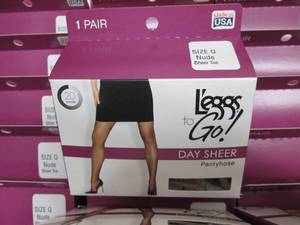 1 PAIR
Made in
USA
SIZE Q
Nude
Sheer Toe
20
L'eggs
to
Go!
DAY SHEER
Pantyhose
SIZE Q
Nude
Sheer Toe
SIZE Q
Nude